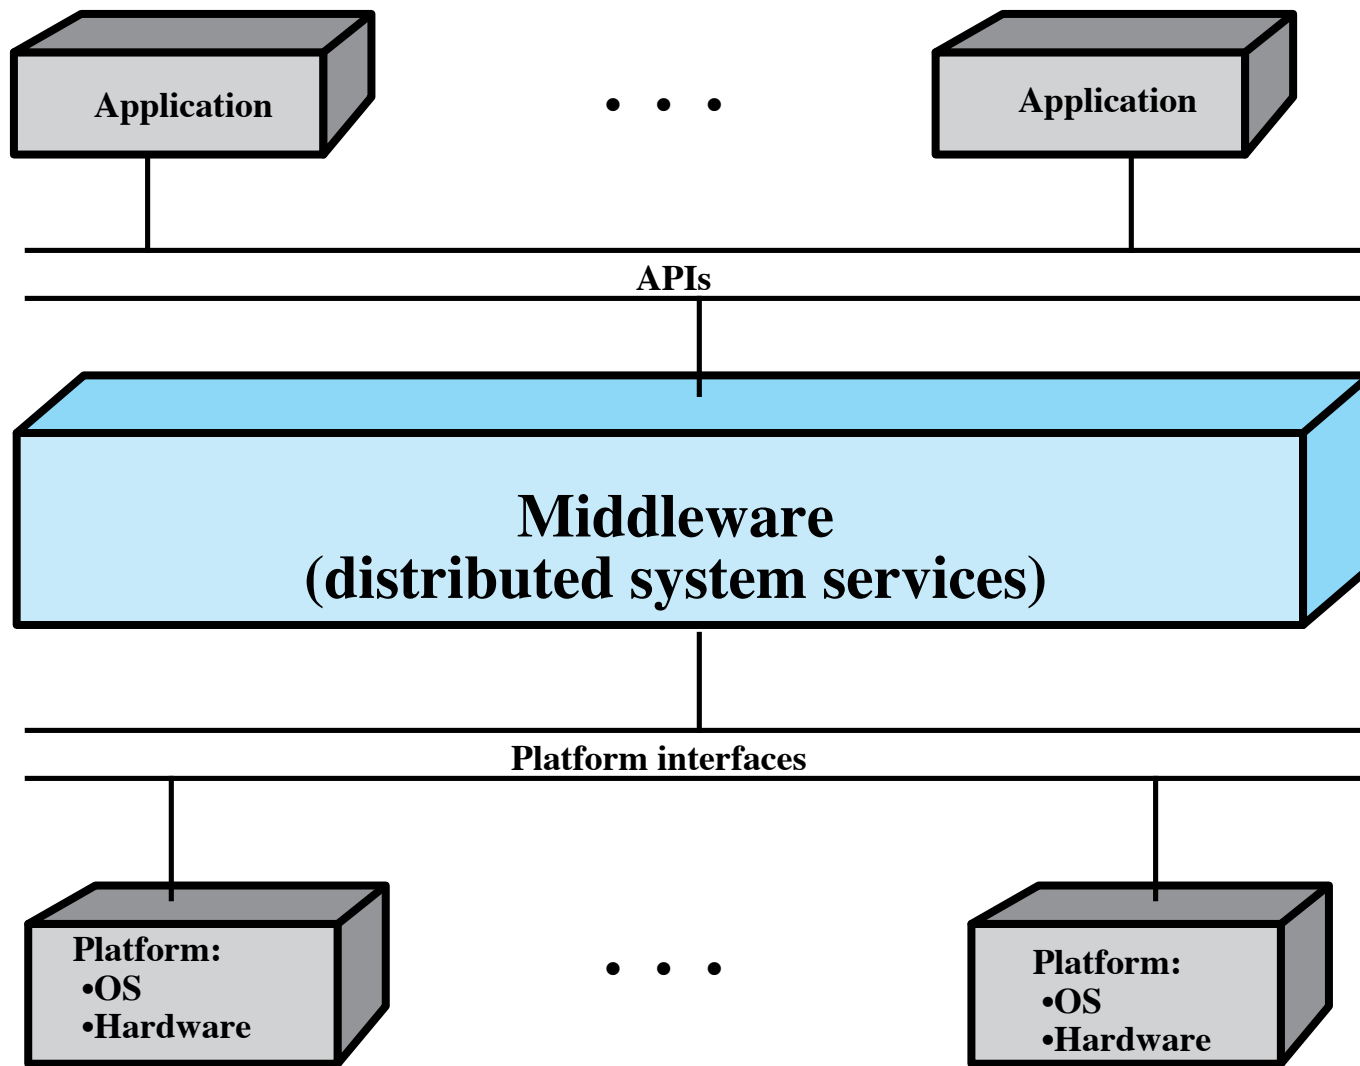 Application
Application
APIs
Middleware
(distributed system services)
Platform interfaces
Platform:
•OS
•Hardware
Platform:
•OS
•Hardware